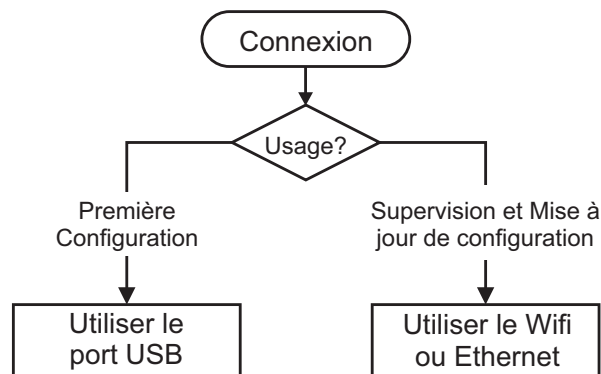 Connexion
Usage?
Première
Configuration
Supervision et Mise à
jour de configuration
Utiliser le
port USB
Utiliser le Wifi
ou Ethernet